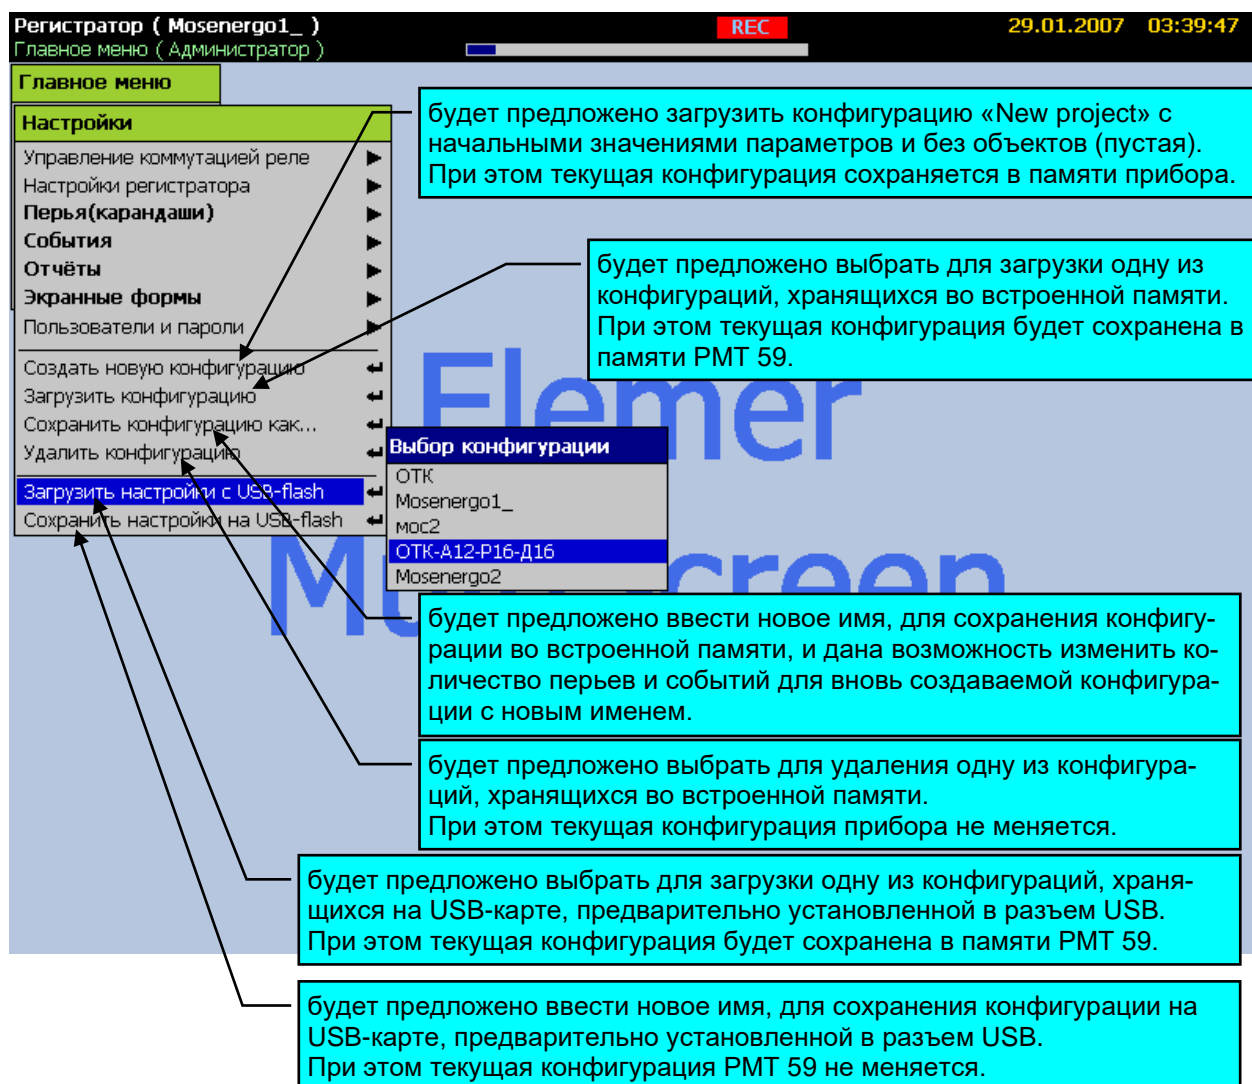 Регистратор ( Mosenergo1_ )
REC
29.01.2007 03:39:47
Главное меню ( Администратор )
Главное меню
Настройки
Управление коммутацией реле
Настройки регистратора
Перья(карандаши)
События
Отчёты
Экранные формы
Пользователи и пароли
Создать новую конфигурацию
Загрузить конфигурацию
Сохранить конфигурацию как...
Удалить конфигурацию
Загрузить настройки с USB-flash
Сохранить настройки на USB-flash
будет предложено загрузить конфигурацию «New project» с
начальными значениями параметров и без объектов (пустая).
При этом текущая конфигурация сохраняется в памяти прибора.
будет предложено выбрать для загрузки одну из
конфигураций, хранящихся во встроенной памяти.
При этом текущая конфигурация будет сохранена в
памяти РМТ 59.
Elemer
Выбор конфигурации
ОТК
Mosenergo1_
мос2
ОТК-А12-Р16-Д16
Mosenergo2
будет предложено ввести новое имя, для сохранения конфигу-
рации во встроенной памяти, и дана возможность изменить ко-
личество перьев и событий для вновь создаваемой конфигура-
ции с новым именем.
будет предложено выбрать для удаления одну из конфигура-
ций, хранящихся во встроенной памяти.
При этом текущая конфигурация прибора не меняется.
будет предложено выбрать для загрузки одну из конфигураций, храня-
щихся на USB-карте, предварительно установленной в разъем USB.
При этом текущая конфигурация будет сохранена в памяти РМТ 59.
будет предложено ввести новое имя, для сохранения конфигурации на
USB-карте, предварительно установленной в разъем USB.
При этом текущая конфигурация РМТ 59 не меняется.